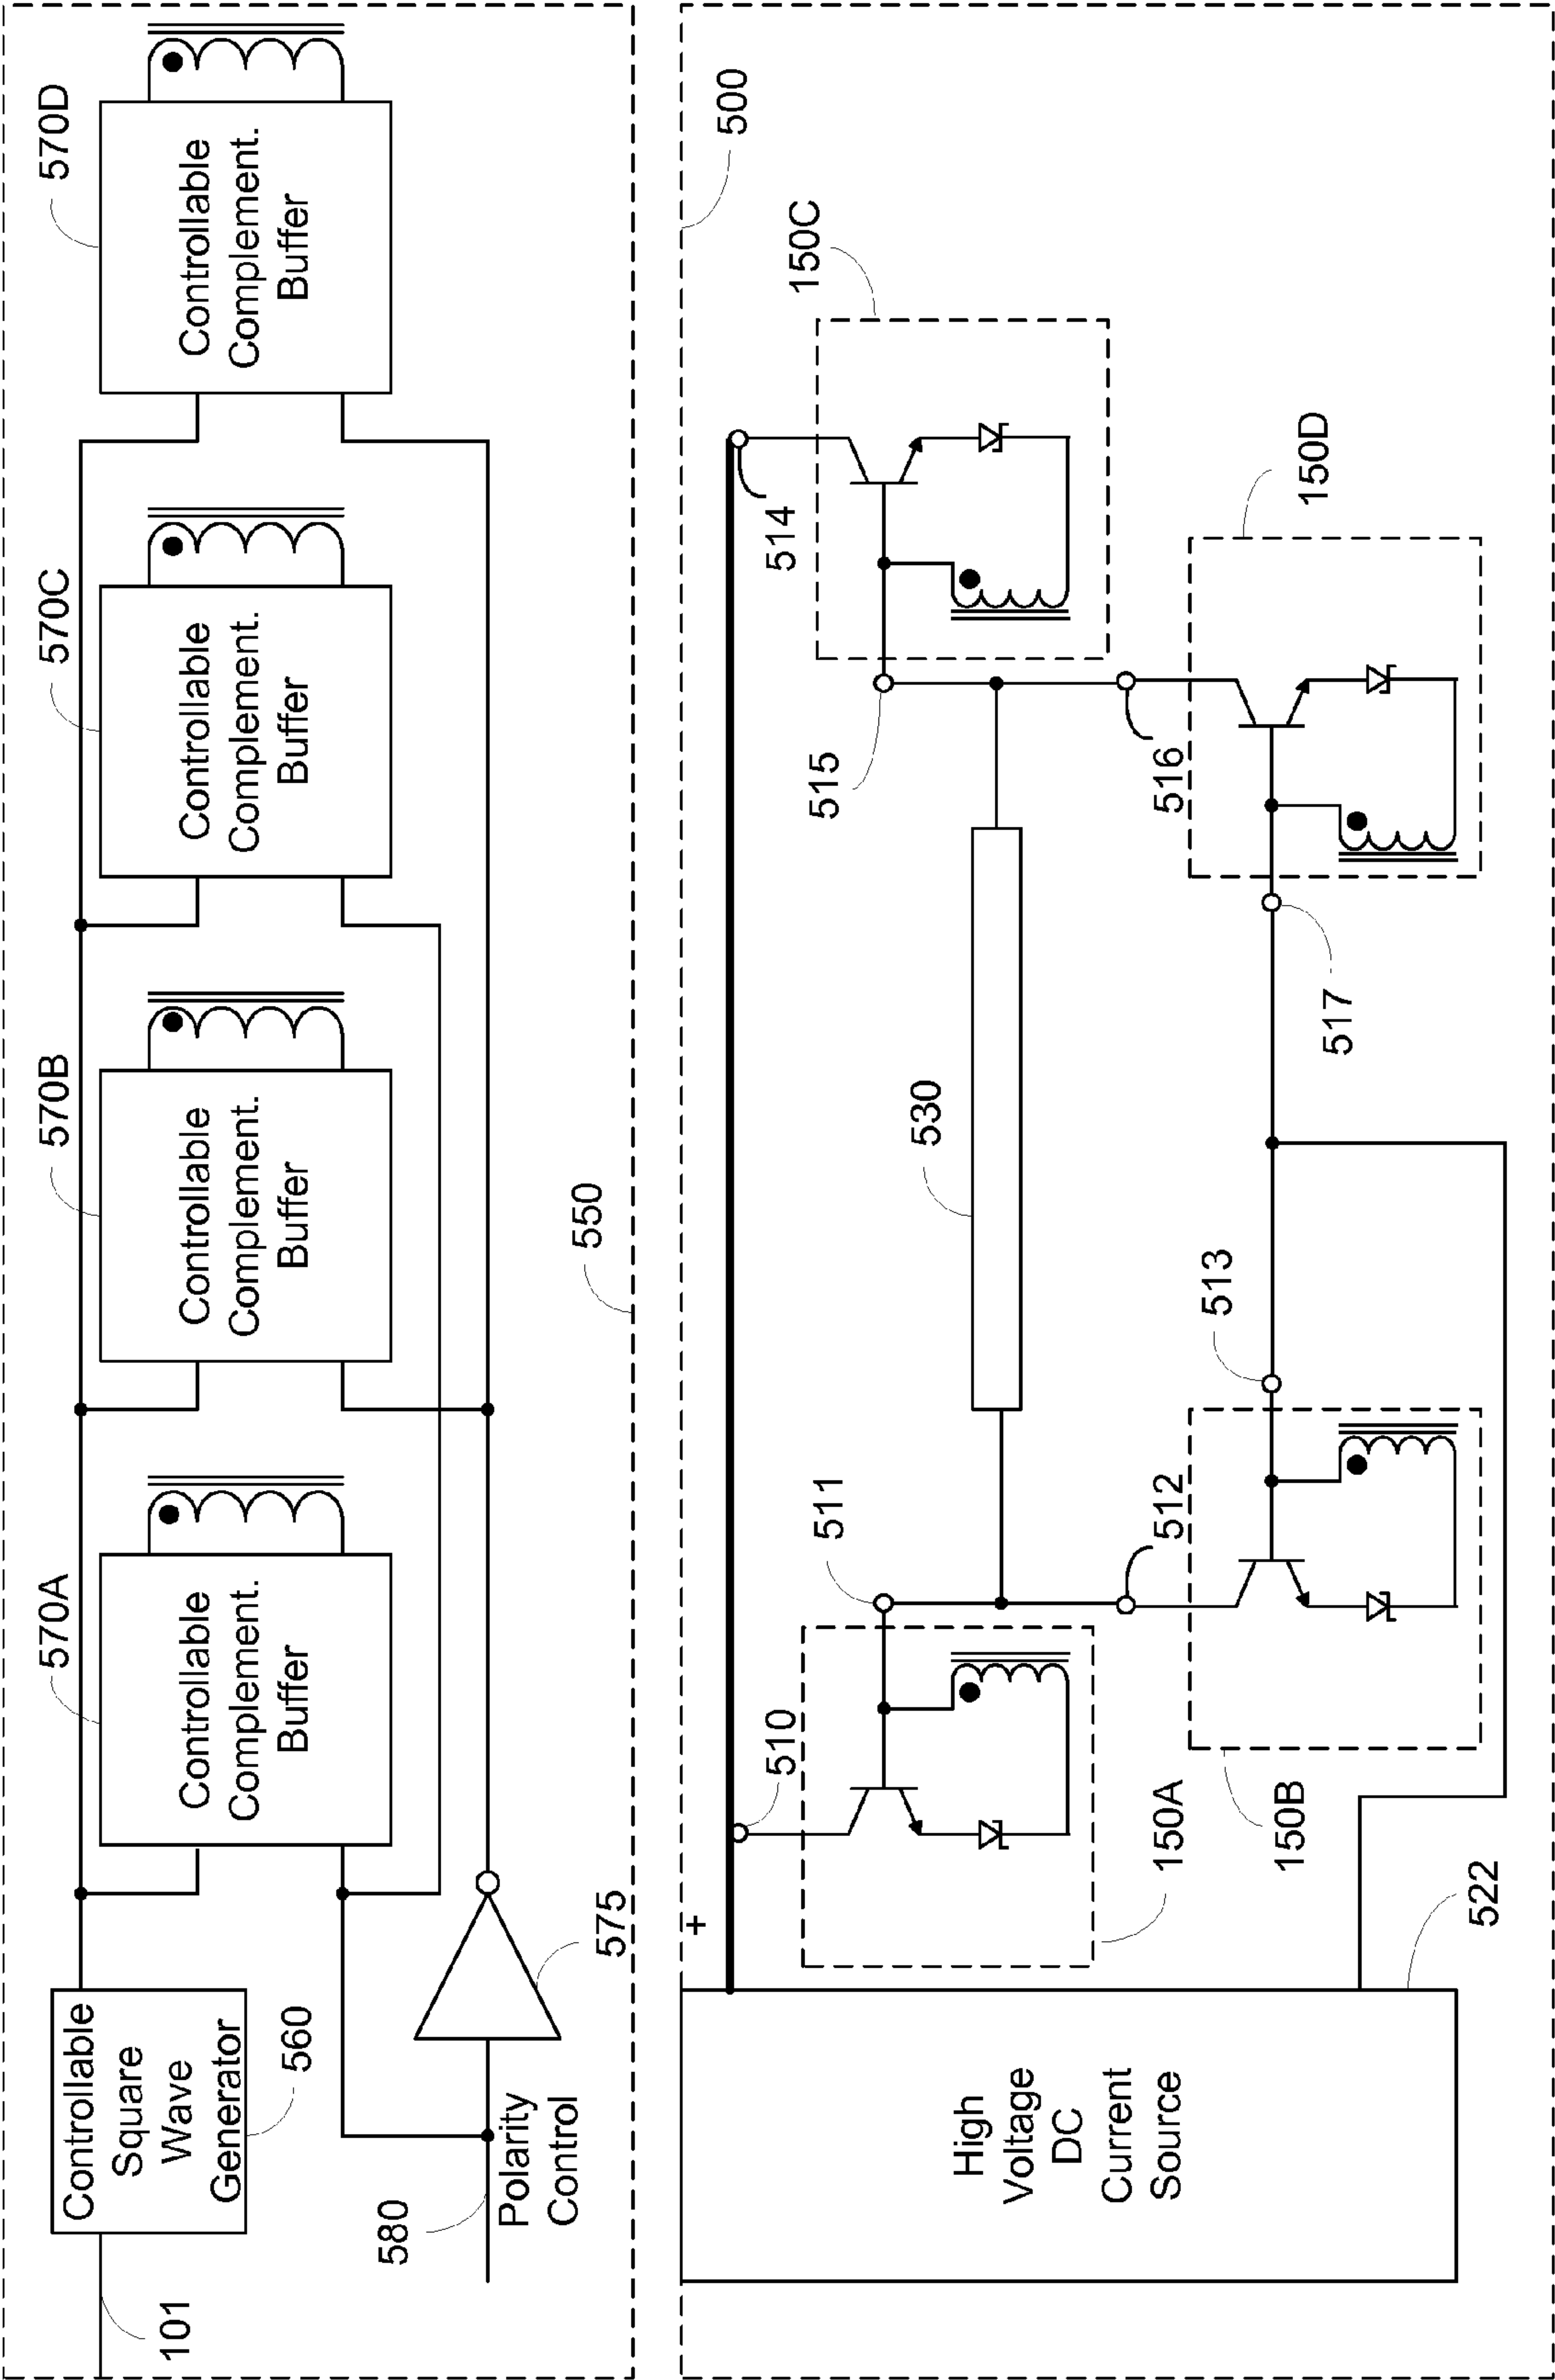 101
Controllable
Square
Wave
Generator
560
580
Polarity
Control
575
570A
Controllable
Complement.
Buffer
570B
Controllable
Complement.
Buffer
570C
Controllable
Complement.
Buffer
570D
Controllable
Complement.
Buffer
550
500
High
Voltage
DC
Current
Source
522
+
510
150A
511
512
150B
513
530
514
150C
515
516
150D
517